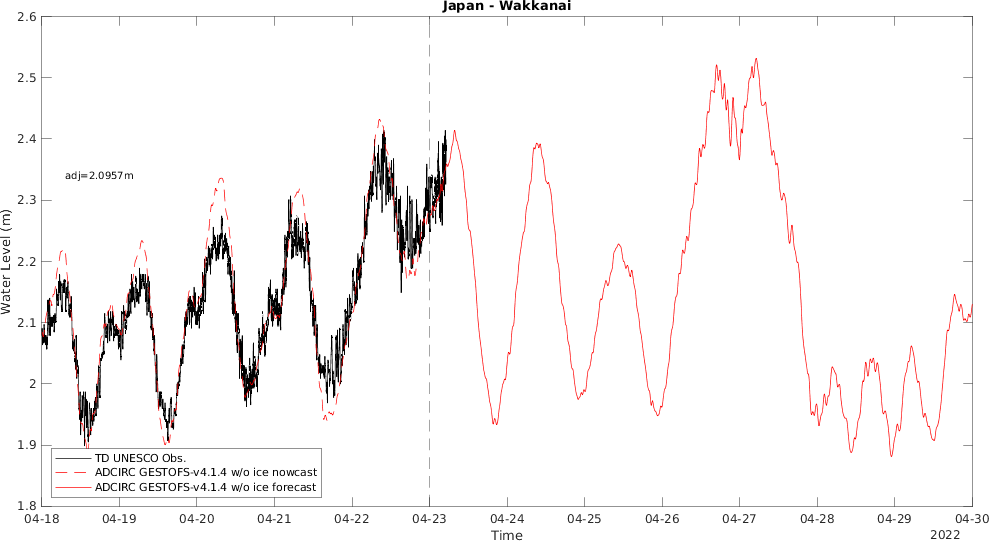 Japan - Wakkanai
2.6
2.5
2.4
2.3
2.2
2.1
2
1.9
1.8
Water Level (m)
adj=2.0957m
TD UNESCO Obs.
ADCIRC GESTOFS-v4.1.4 w/o ice nowcast
ADCIRC GESTOFS-v4.1.4 w/o ice forecast
04-18 04-19 04-20 04-21 04-22 04-23 04-24 04-25 04-26 04-27 04-28 04-29 04-30
Time
2022